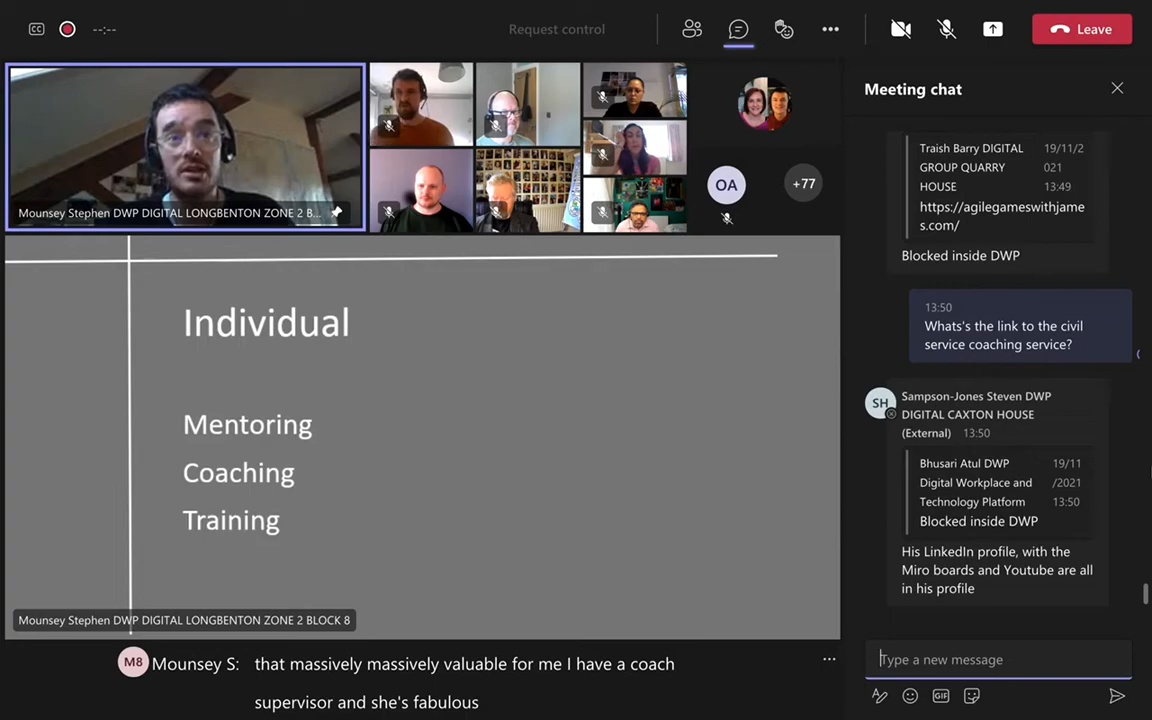 CC
--:--
Request control
Leave
Mounsey Stephen DWP DIGITAL LONGBENTON ZONE 2 B...
OA
+77
Individual
Mentoring
Coaching
Training
Mounsey Stephen DWP DIGITAL LONGBENTON ZONE 2 BLOCK 8
M8
Mounsey S: that massively massively valuable for me I have a coach
supervisor and she's fabulous
Meeting chat
Traish Barry DIGITAL 19/11/2
GROUP QUARRY 021
HOUSE 13:49
https://agilegameswithjame
s.com/
Blocked inside DWP
13:50
Whats's the link to the civil
service coaching service?
SH
Sampson-Jones Steven DWP
DIGITAL CAXTON HOUSE
(External) 13:50
Bhusari Atul DWP 19/11
Digital Workplace and /2021
Technology Platform 13:50
Blocked inside DWP
His LinkedIn profile, with the
Miro boards and Youtube are all
in his profile
Type a new message
GIF